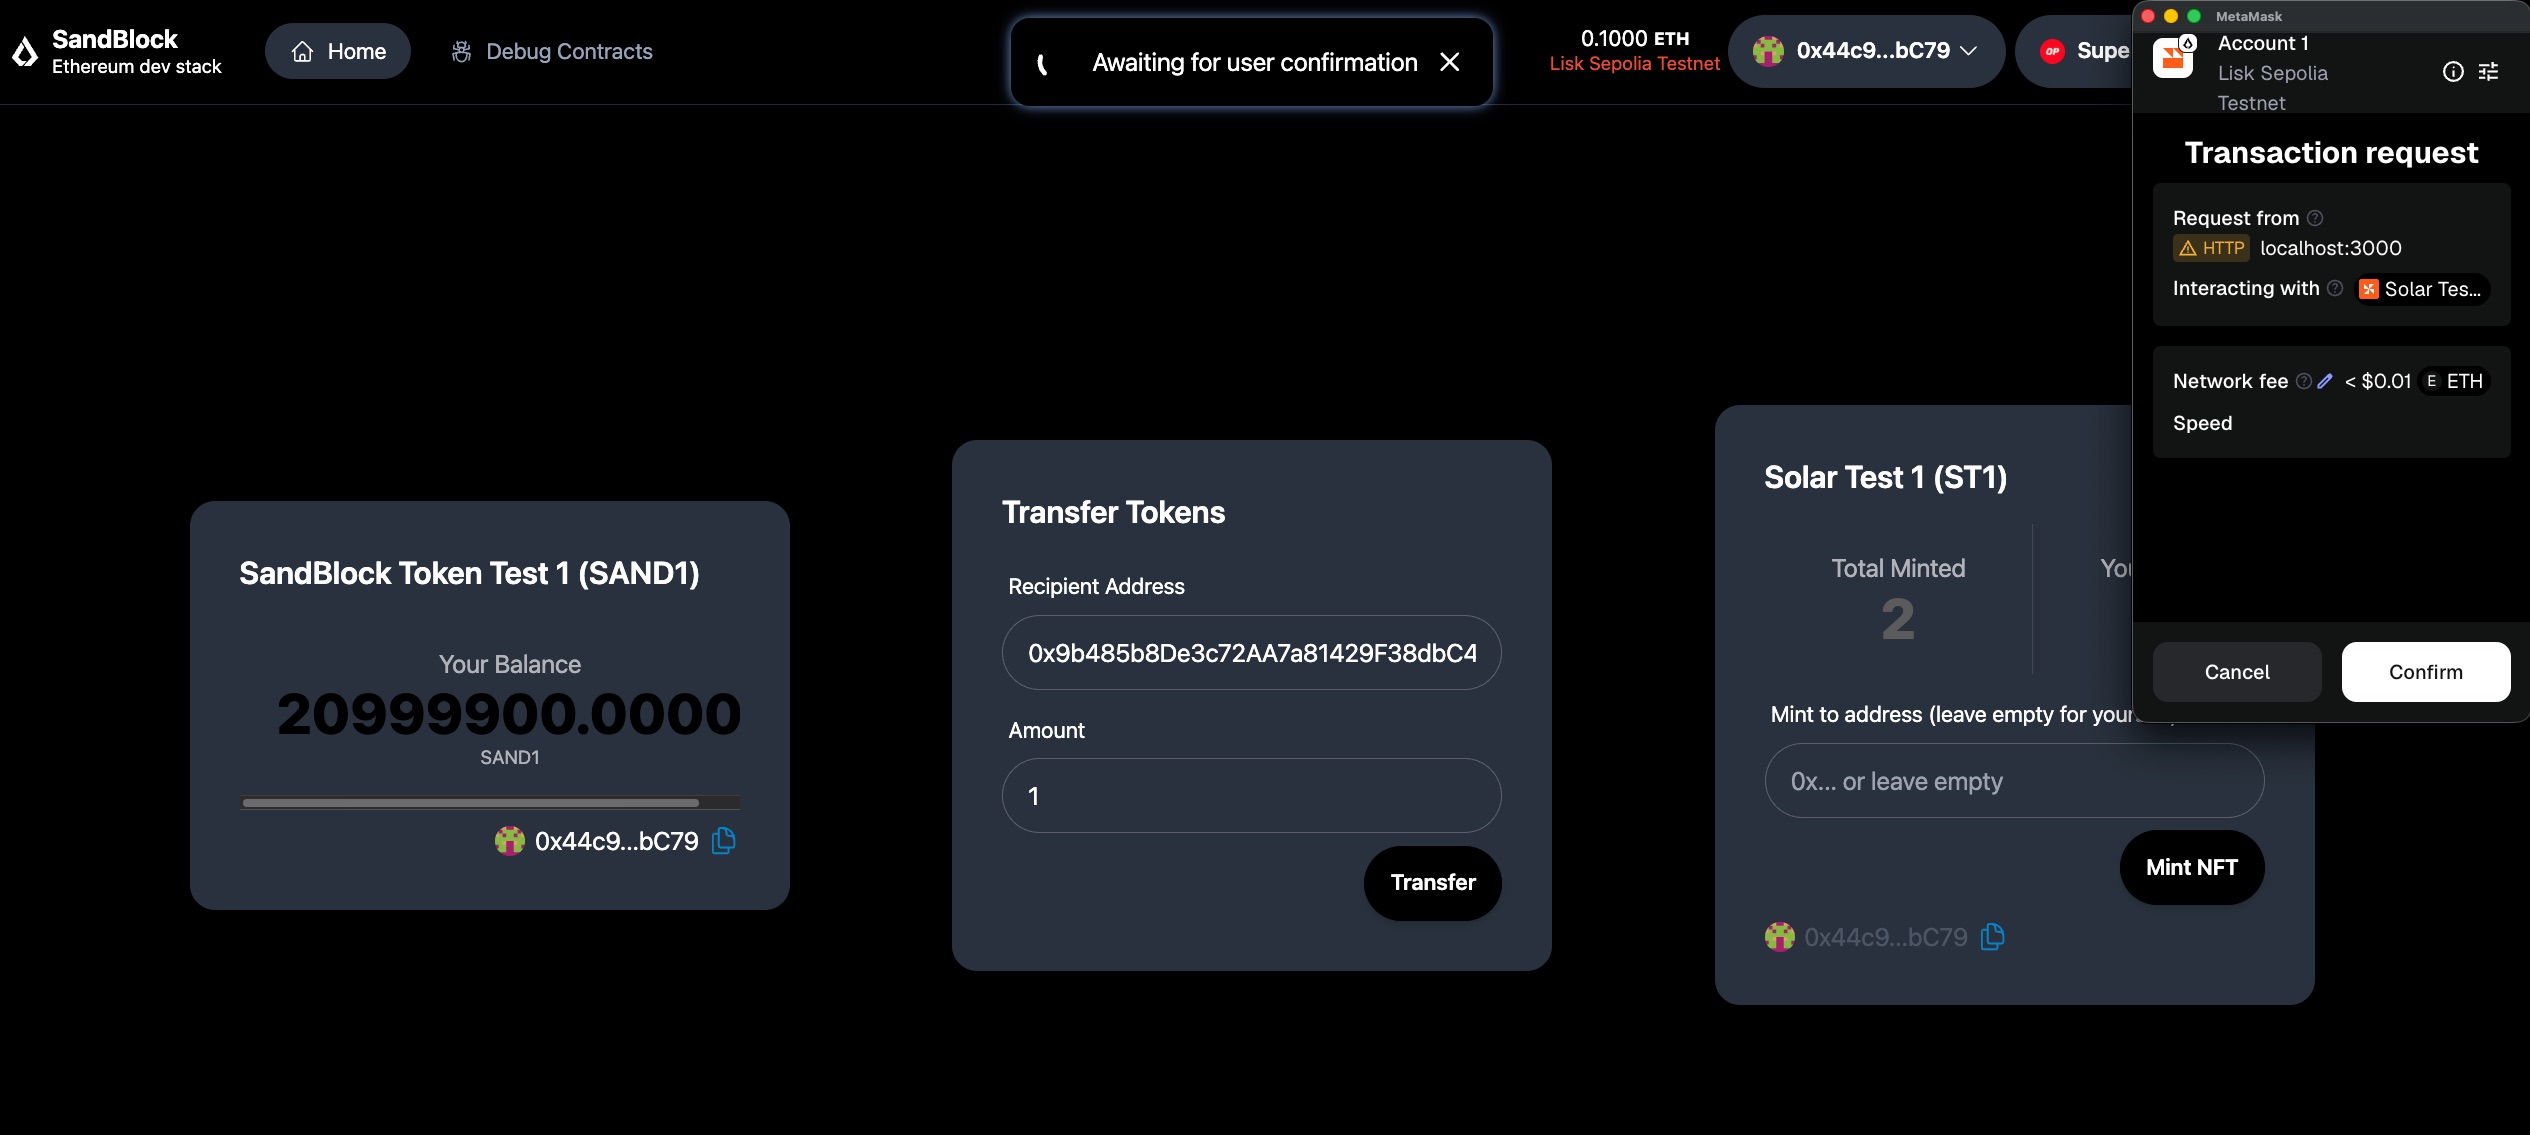 SandBlock
Ethereum dev stack
Home
Debug Contracts
Awaiting for user confirmation
0.1000 ETH
Lisk Sepolia Testnet
0x44c9...bC79
OP
Supe
MetaMask
Account 1
Lisk Sepolia
Testnet
Transaction request
Request from
HTTP localhost:3000
Interacting with Solar Tes...
Network fee < $0.01 E ETH
Speed
Cancel
Confirm
SandBlock Token Test 1 (SAND1)
Your Balance
20999900.0000
SAND1
0x44c9...bC79
Transfer Tokens
Recipient Address
0x9b485b8De3c72AA7a81429F38dbC4
Amount
1
Transfer
Solar Test 1 (ST1)
Total Minted
2
You
Mint to address (leave empty for your
0x... or leave empty
Mint NFT
0x44c9...bC79